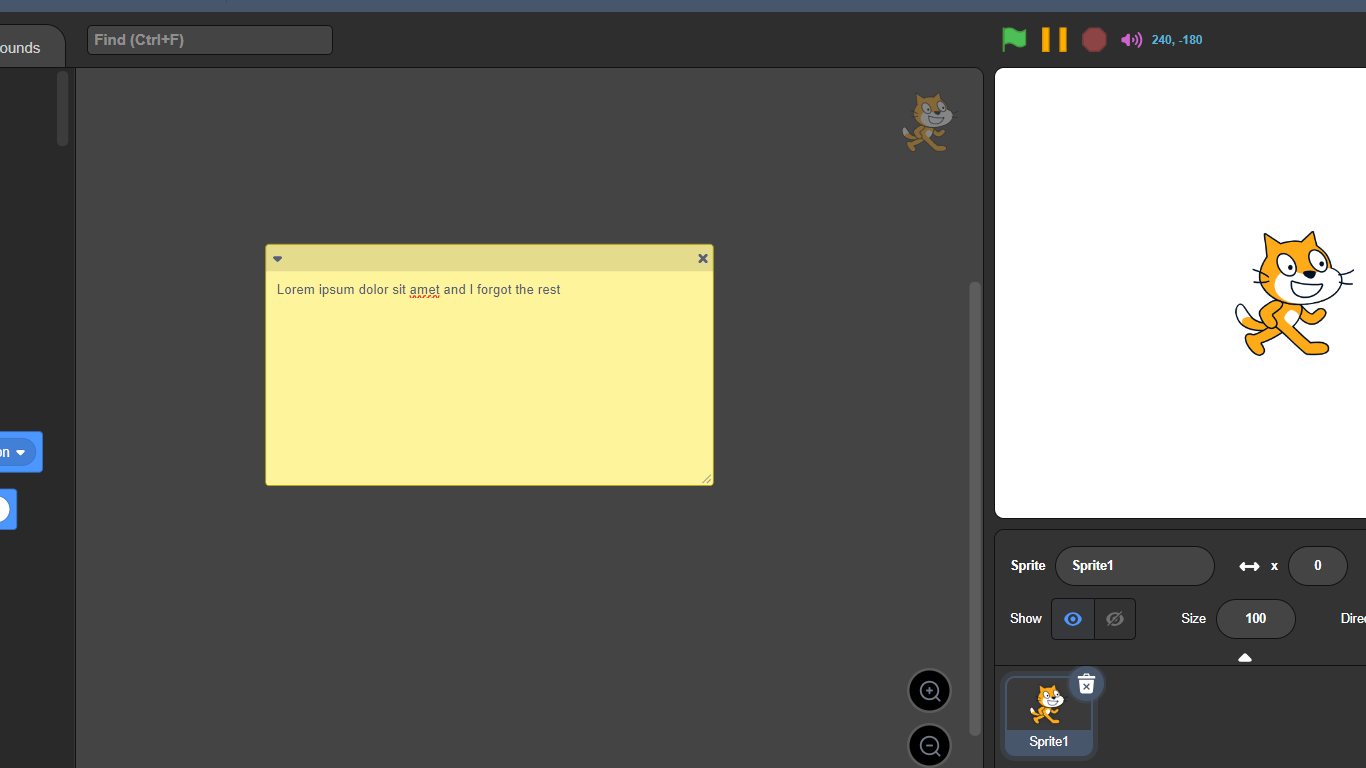 ounds
Find (Ctrl+F)
240, -180
Lorem ipsum dolor sit amet and I forgot the rest
on
Sprite
Sprite1
x
0
Show
Size
100
Direc
Sprite1